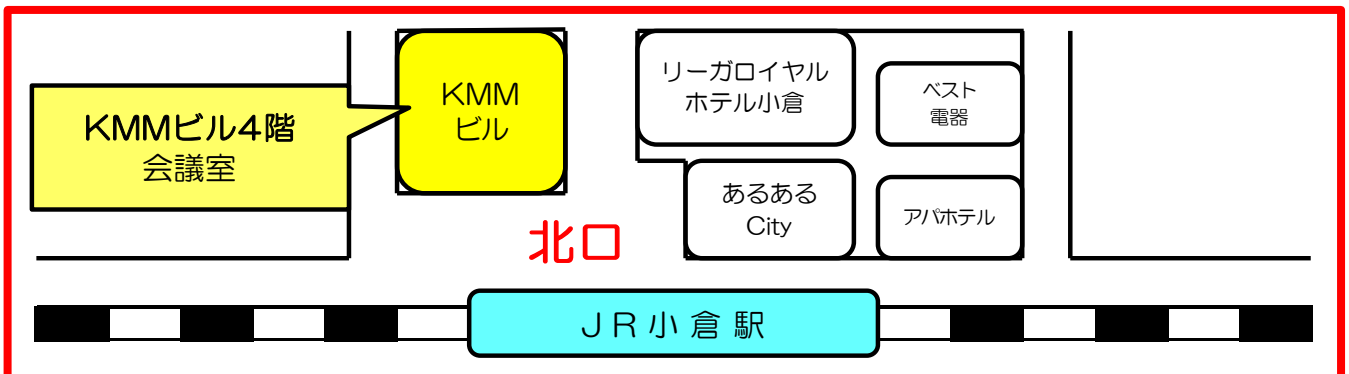 KMMビル4階
会議室
KMM
ビル
リーガロイヤル
ホテル小倉
ベスト
電器
あるある
City
アパホテル
北口
JR小倉駅